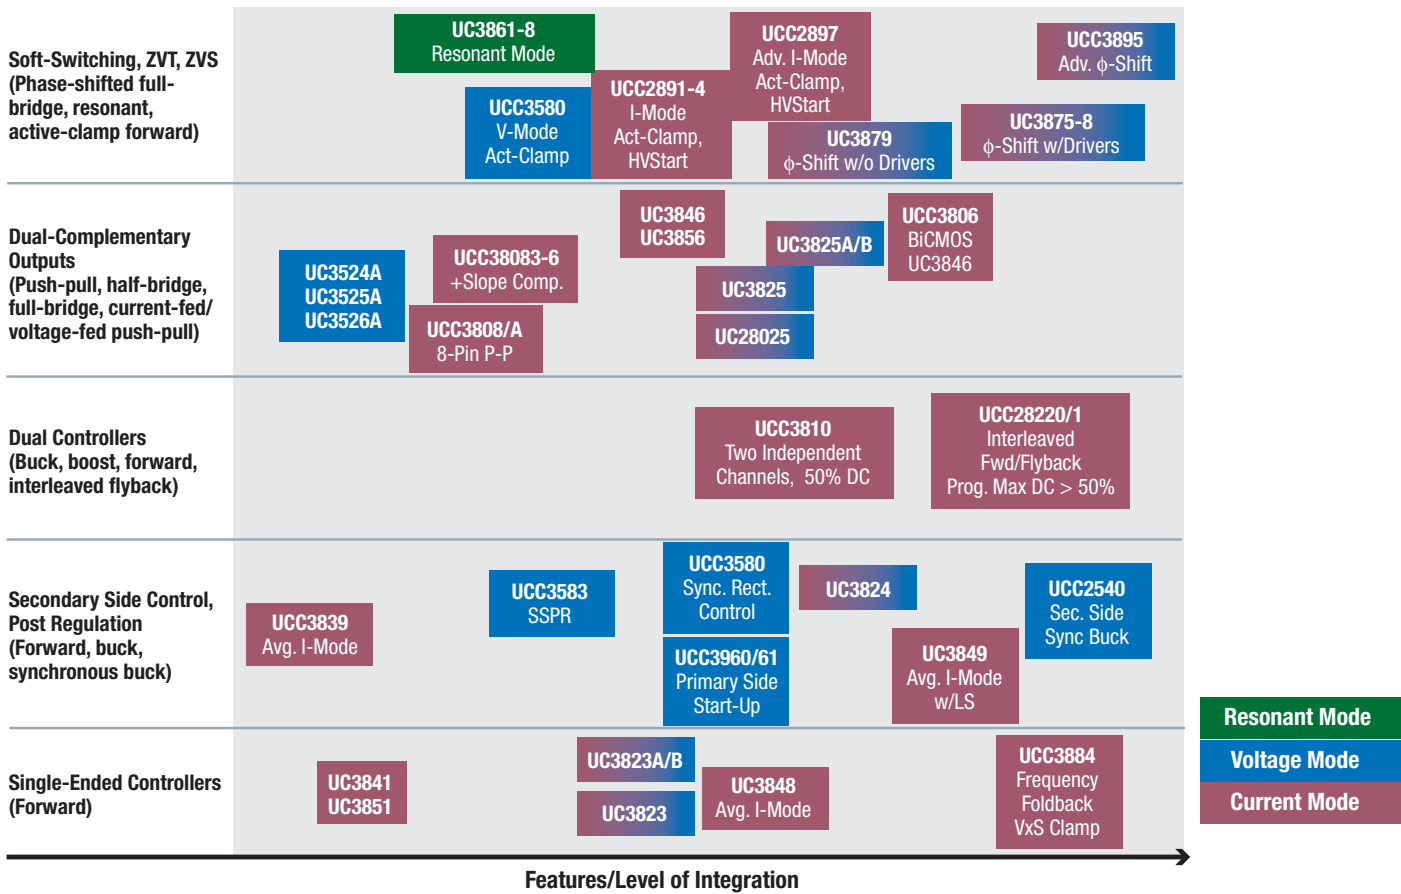 Soft-Switching, ZVT, ZVS
(Phase-shifted full-
bridge, resonant,
active-clamp forward)
UC3861-8
Resonant Mode
UCC3580
V-Mode
Act-Clamp
UCC2891-4
I-Mode
Act-Clamp,
HVStart
UCC2897
Adv. I-Mode
Act-Clamp,
HVStart
UC3879
ϕ-Shift w/o Drivers
UCC3895
Adv. ϕ-Shift
UC3875-8
ϕ-Shift w/Drivers
Dual-Complementary
Outputs
(Push-pull, half-bridge,
full-bridge, current-fed/
voltage-fed push-pull)
UC3524A
UC3525A
UC3526A
UCC38083-6
+Slope Comp.
UCC3808/A
8-Pin P-P
UC3846
UC3856
UC3825A/B
UC3825
UC28025
UCC3806
BiCMOS
UC3846
Dual Controllers
(Buck, boost, forward,
interleaved flyback)
UCC3810
Two Independent
Channels, 50% DC
UCC28220/1
Interleaved
Fwd/Flyback
Prog. Max DC > 50%
Secondary Side Control,
Post Regulation
(Forward, buck,
synchronous buck)
UCC3839
Avg. I-Mode
UCC3583
SSPR
UCC3580
Sync. Rect.
Control
UCC3960/61
Primary Side
Start-Up
UC3824
UC3849
Avg. I-Mode
w/LS
UCC2540
Sec. Side
Sync Buck
Single-Ended Controllers
(Forward)
UC3841
UC3851
UC3823A/B
UC3823
UC3848
Avg. I-Mode
UCC3884
Frequency
Foldback
VxS Clamp
Resonant Mode
Voltage Mode
Current Mode
Features/Level of Integration